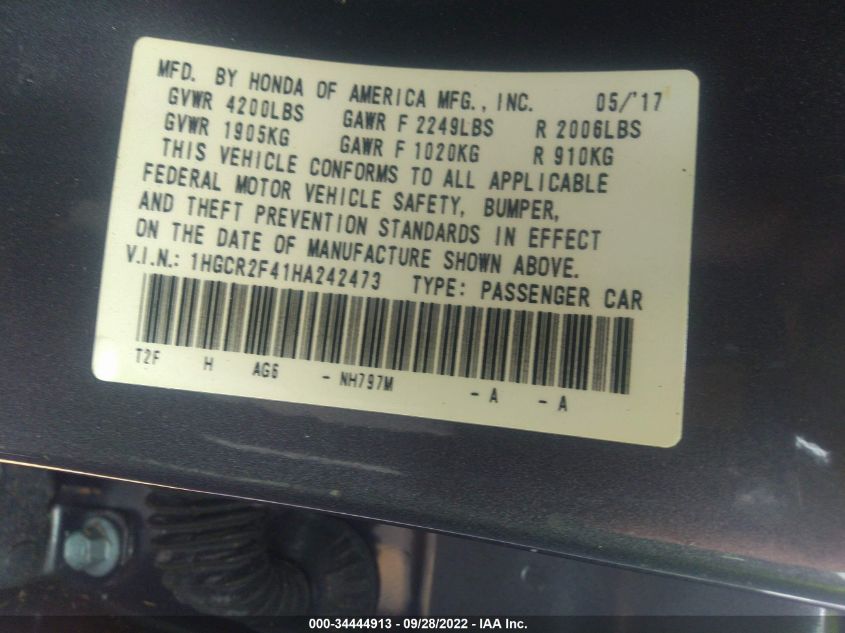 MFD. BY HONDA OF AMERICA MFG., INC. 05/'17
GVWR 4200LBS GAWR F 2249LBS R 2006LBS
GVWR 1905KG GAWR F 1020KG R 910KG
THIS VEHICLE CONFORMS TO ALL APPLICABLE
FEDERAL MOTOR VEHICLE SAFETY, BUMPER,
AND THEFT PREVENTION STANDARDS IN EFFECT
ON THE DATE OF MANUFACTURE SHOWN ABOVE.
V.I.N.: 1HGCR2F41HA242473 TYPE: PASSENGER CAR
T2F H AG6 - NH797M - A - A
000-34444913 - 09/28/2022 - IAA Inc.